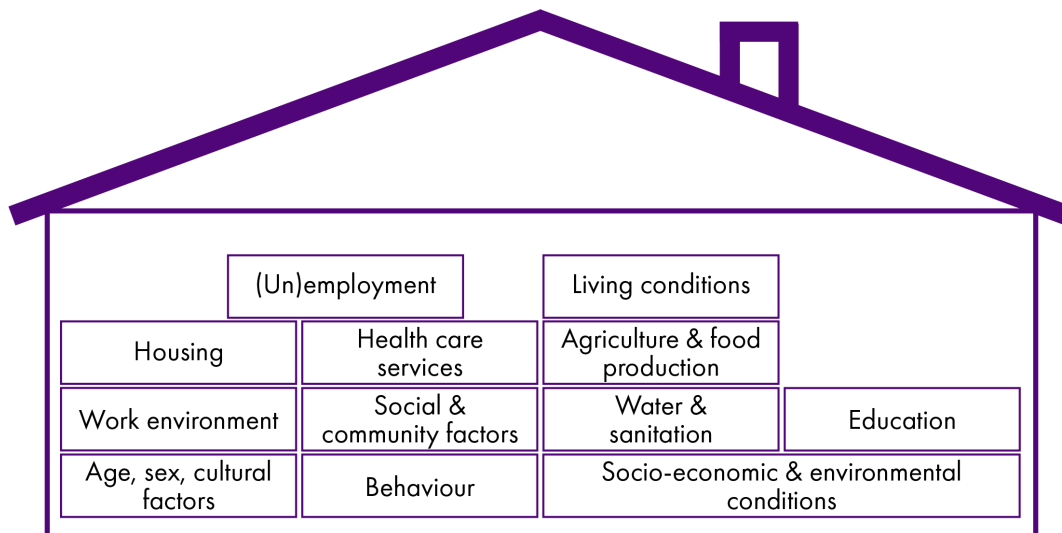 (Un)employment
Living conditions
Housing
Health care
services
Agriculture & food
production
Work environment
Social &
community factors
Water &
sanitation
Education
Age, sex, cultural
factors
Behaviour
Socio-economic & environmental
conditions